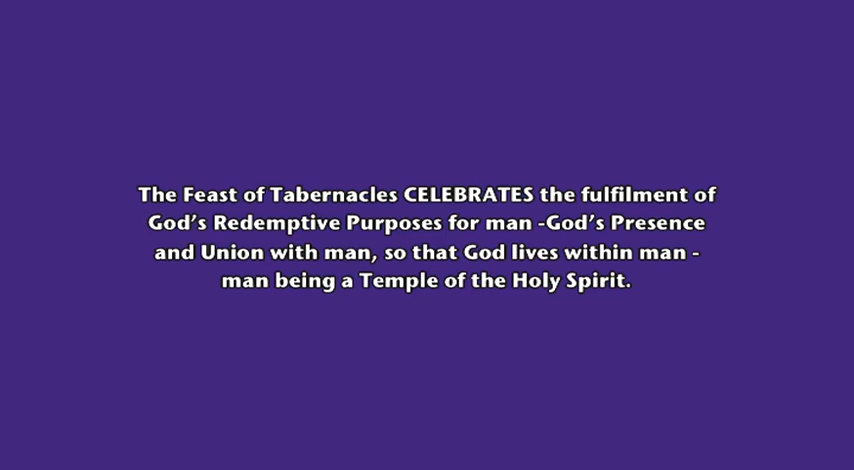 The Feast of Tabernacles CELEBRATES the fulfilment of
God's Redemptive Purposes for man -God's Presence
and Union with man, so that God lives within man -
man being a Temple of the Holy Spirit.